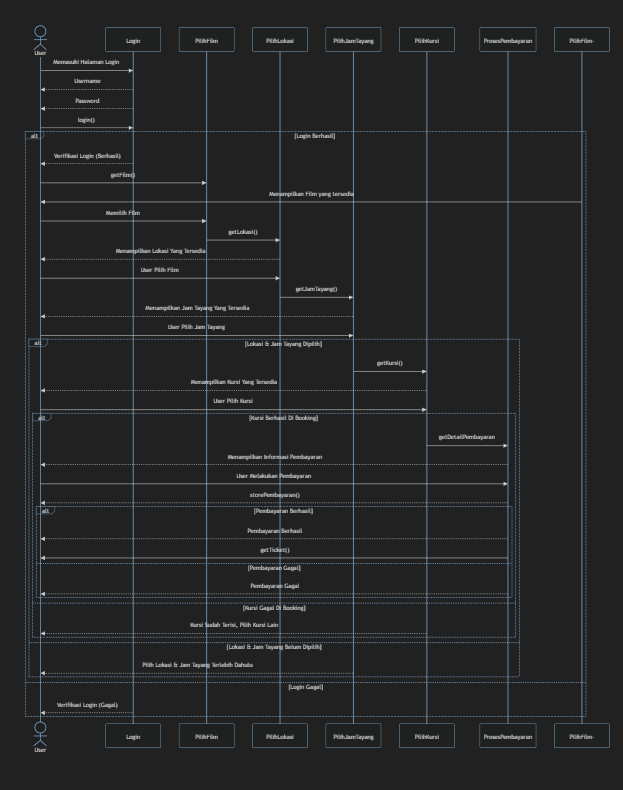 User
Login
PilihFilm
PilihLokasi
PilihJamTayang
PilihKursi
ProsesPembayaran
PilihFilm-
Memasuki Halaman Login
Username
Password
login()
alt
[Login Berhasil]
Verifikasi Login (Berhasil)
getFilm()
Menampilkan Film yang tersedia
Memilih Film
getLokasi()
Menampilkan Lokasi Yang Tersedia
User Pilih Film
getJamTayang()
Menampilkan Jam Tayang Yang Tersedia
User Pilih Jam Tayang
alt
[Lokasi & Jam Tayang Dipilih]
getKursi()
Menampilkan Kursi Yang Tersedia
User Pilih Kursi
alt
[Kursi Berhasil Di Booking]
getDetailPembayaran
Menampilkan Informasi Pembayaran
User Melakukan Pembayaran
storePembayaran()
alt
[Pembayaran Berhasil]
Pembayaran Berhasil
getTicket()
[Pembayaran Gagal]
Pembayaran Gagal
[Kursi Gagal Di Booking]
Kursi Sudah Terisi, Pilih Kursi Lain
[Lokasi & Jam Tayang Belum Dipilih]
Pilih Lokasi & Jam Tayang Terlebih Dahulu
[Login Gagal]
Verifikasi Login (Gagal)
User
Login
PilihFilm
PilihLokasi
PilihJamTayang
PilihKursi
ProsesPembayaran
PilihFilm-